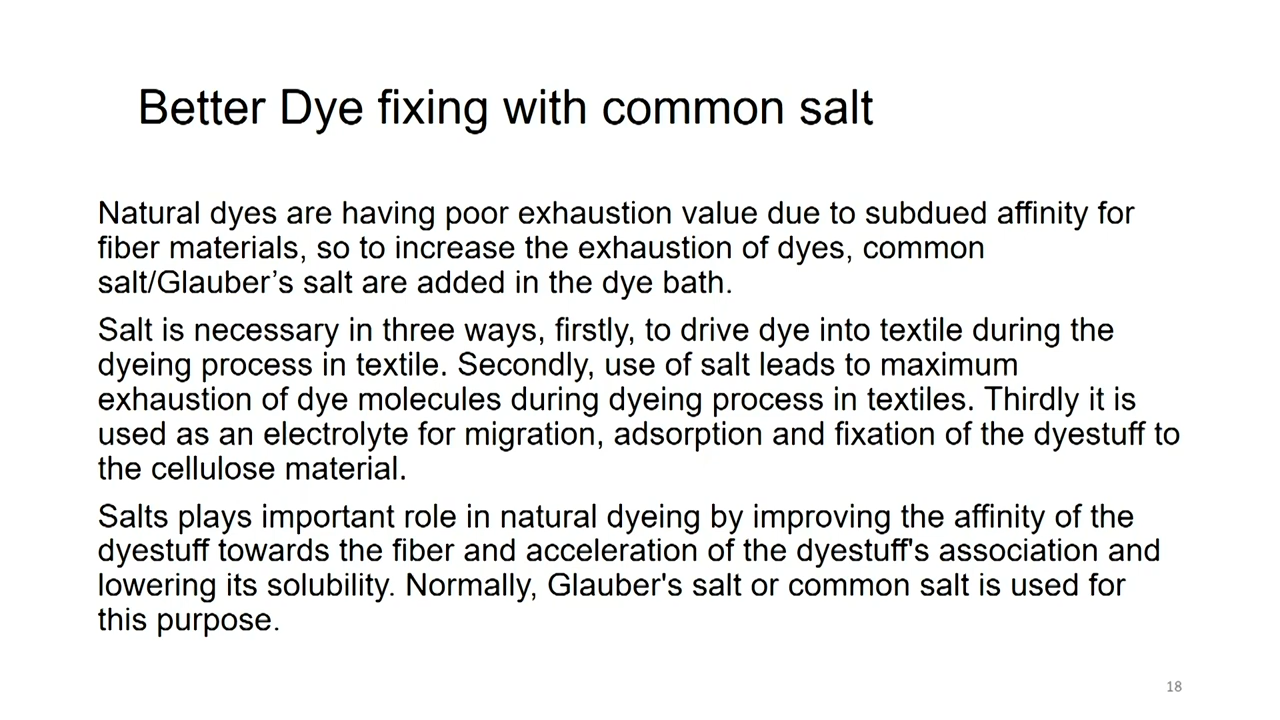 Better Dye fixing with common salt
Natural dyes are having poor exhaustion value due to subdued affinity for
fiber materials, so to increase the exhaustion of dyes, common
salt/Glauber’s salt are added in the dye bath.
Salt is necessary in three ways, firstly, to drive dye into textile during the
dyeing process in textile. Secondly, use of salt leads to maximum
exhaustion of dye molecules during dyeing process in textiles. Thirdly it is
used as an electrolyte for migration, adsorption and fixation of the dyestuff to
the cellulose material.
Salts plays important role in natural dyeing by improving the affinity of the
dyestuff towards the fiber and acceleration of the dyestuff's association and
lowering its solubility. Normally, Glauber's salt or common salt is used for
this purpose.
18